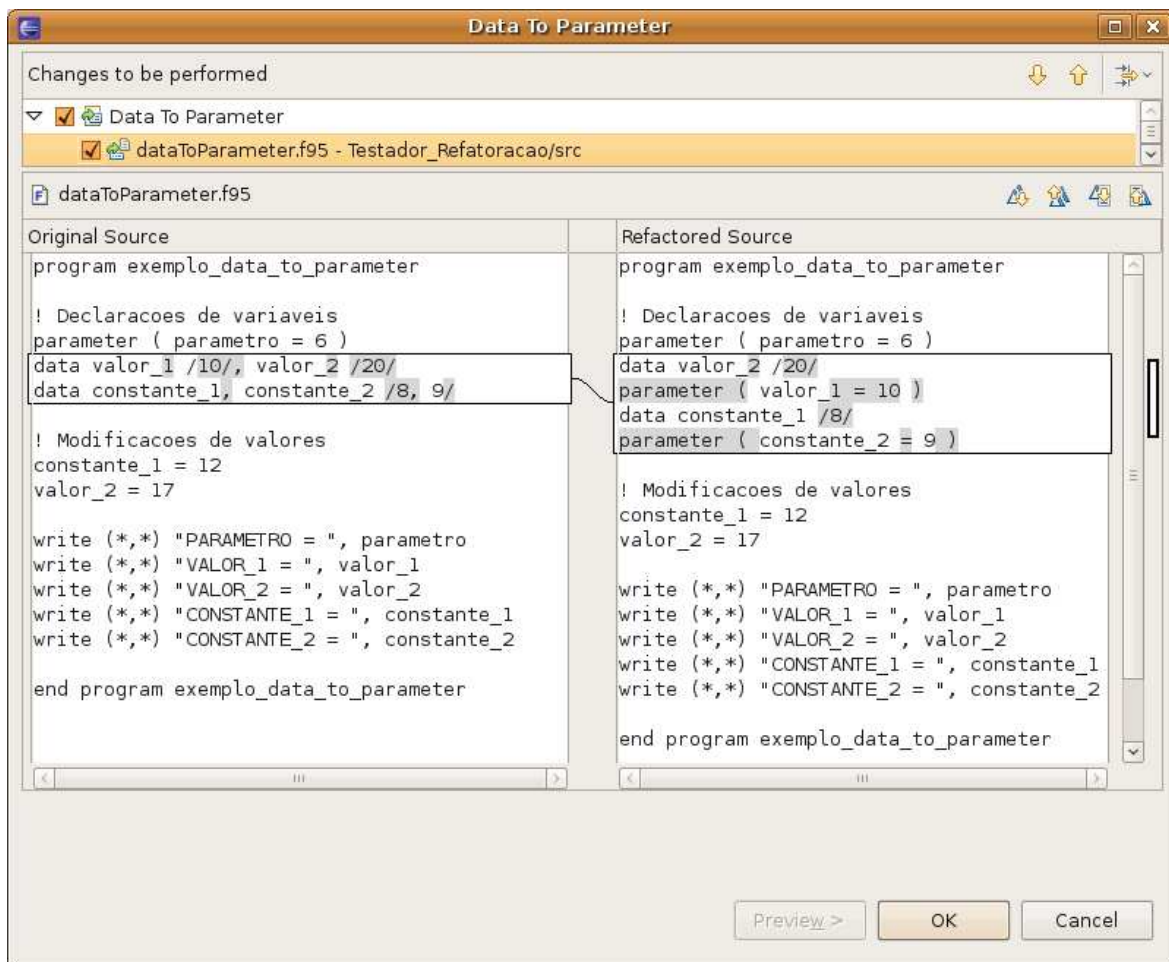 Data To Parameter
Changes to be performed
Data To Parameter
dataToParameter.f95 - Testador_Refatoracao/src
dataToParameter.f95
Original Source
program exemplo_data_to_parameter
! Declaracoes de variaveis
parameter ( parametro = 6 )
data valor_1 /10/, valor_2 /20/
data constante_1, constante_2 /8, 9/
! Modificacoes de valores
constante_1 = 12
valor_2 = 17
write (*,*) "PARAMETRO = ", parametro
write (*,*) "VALOR_1 = ", valor_1
write (*,*) "VALOR_2 = ", valor_2
write (*,*) "CONSTANTE_1 = ", constante_1
write (*,*) "CONSTANTE_2 = ", constante_2
end program exemplo_data_to_parameter
Refactored Source
program exemplo_data_to_parameter
! Declaracoes de variaveis
parameter ( parametro = 6 )
data valor_2 /20/
parameter ( valor_1 = 10 )
data constante_1 /8/
parameter ( constante_2 = 9 )
! Modificacoes de valores
constante_1 = 12
valor_2 = 17
write (*,*) "PARAMETRO = ", parametro
write (*,*) "VALOR_1 = ", valor_1
write (*,*) "VALOR_2 = ", valor_2
write (*,*) "CONSTANTE_1 = ", constante_1
write (*,*) "CONSTANTE_2 = ", constante_2
end program exemplo_data_to_parameter
Preview >
OK
Cancel